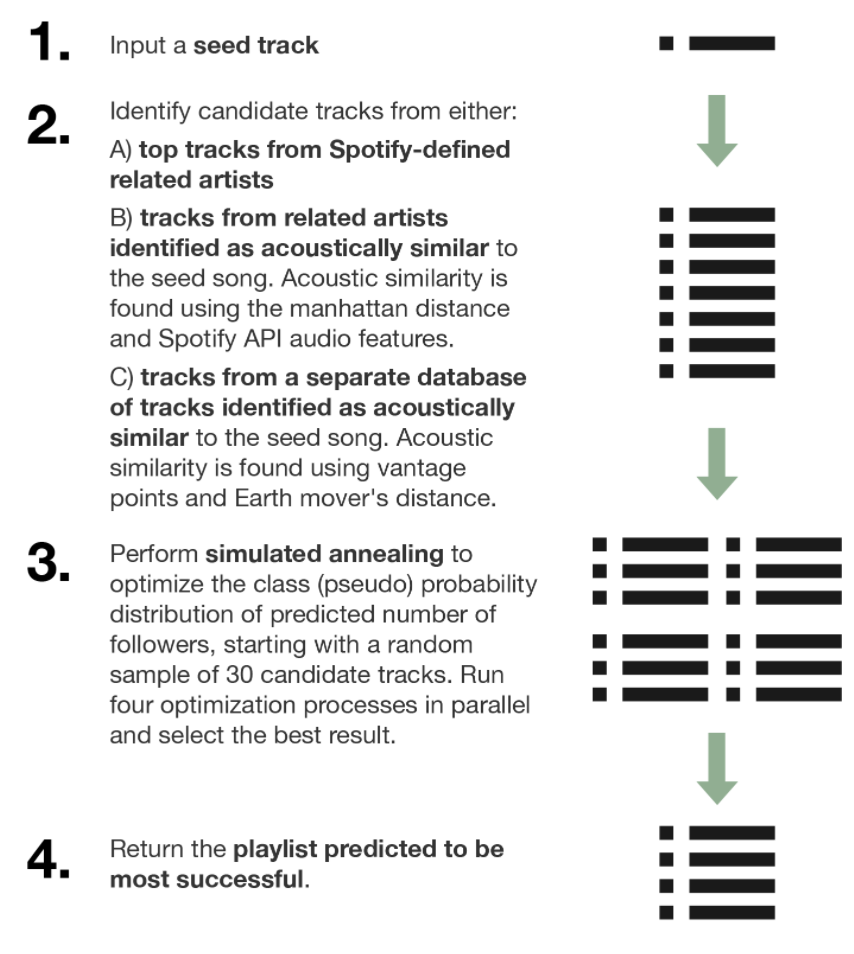 1.
Input a seed track
2.
Identify candidate tracks from either:
A) top tracks from Spotify-defined
related artists
B) tracks from related artists
identified as acoustically similar to
the seed song. Acoustic similarity is
found using the manhattan distance
and Spotify API audio features.
C) tracks from a separate database
of tracks identified as acoustically
similar to the seed song. Acoustic
similarity is found using vantage
points and Earth mover's distance.
3.
Perform simulated annealing to
optimize the class (pseudo) probability
distribution of predicted number of
followers, starting with a random
sample of 30 candidate tracks. Run
four optimization processes in parallel
and select the best result.
4.
Return the playlist predicted to be
most successful.